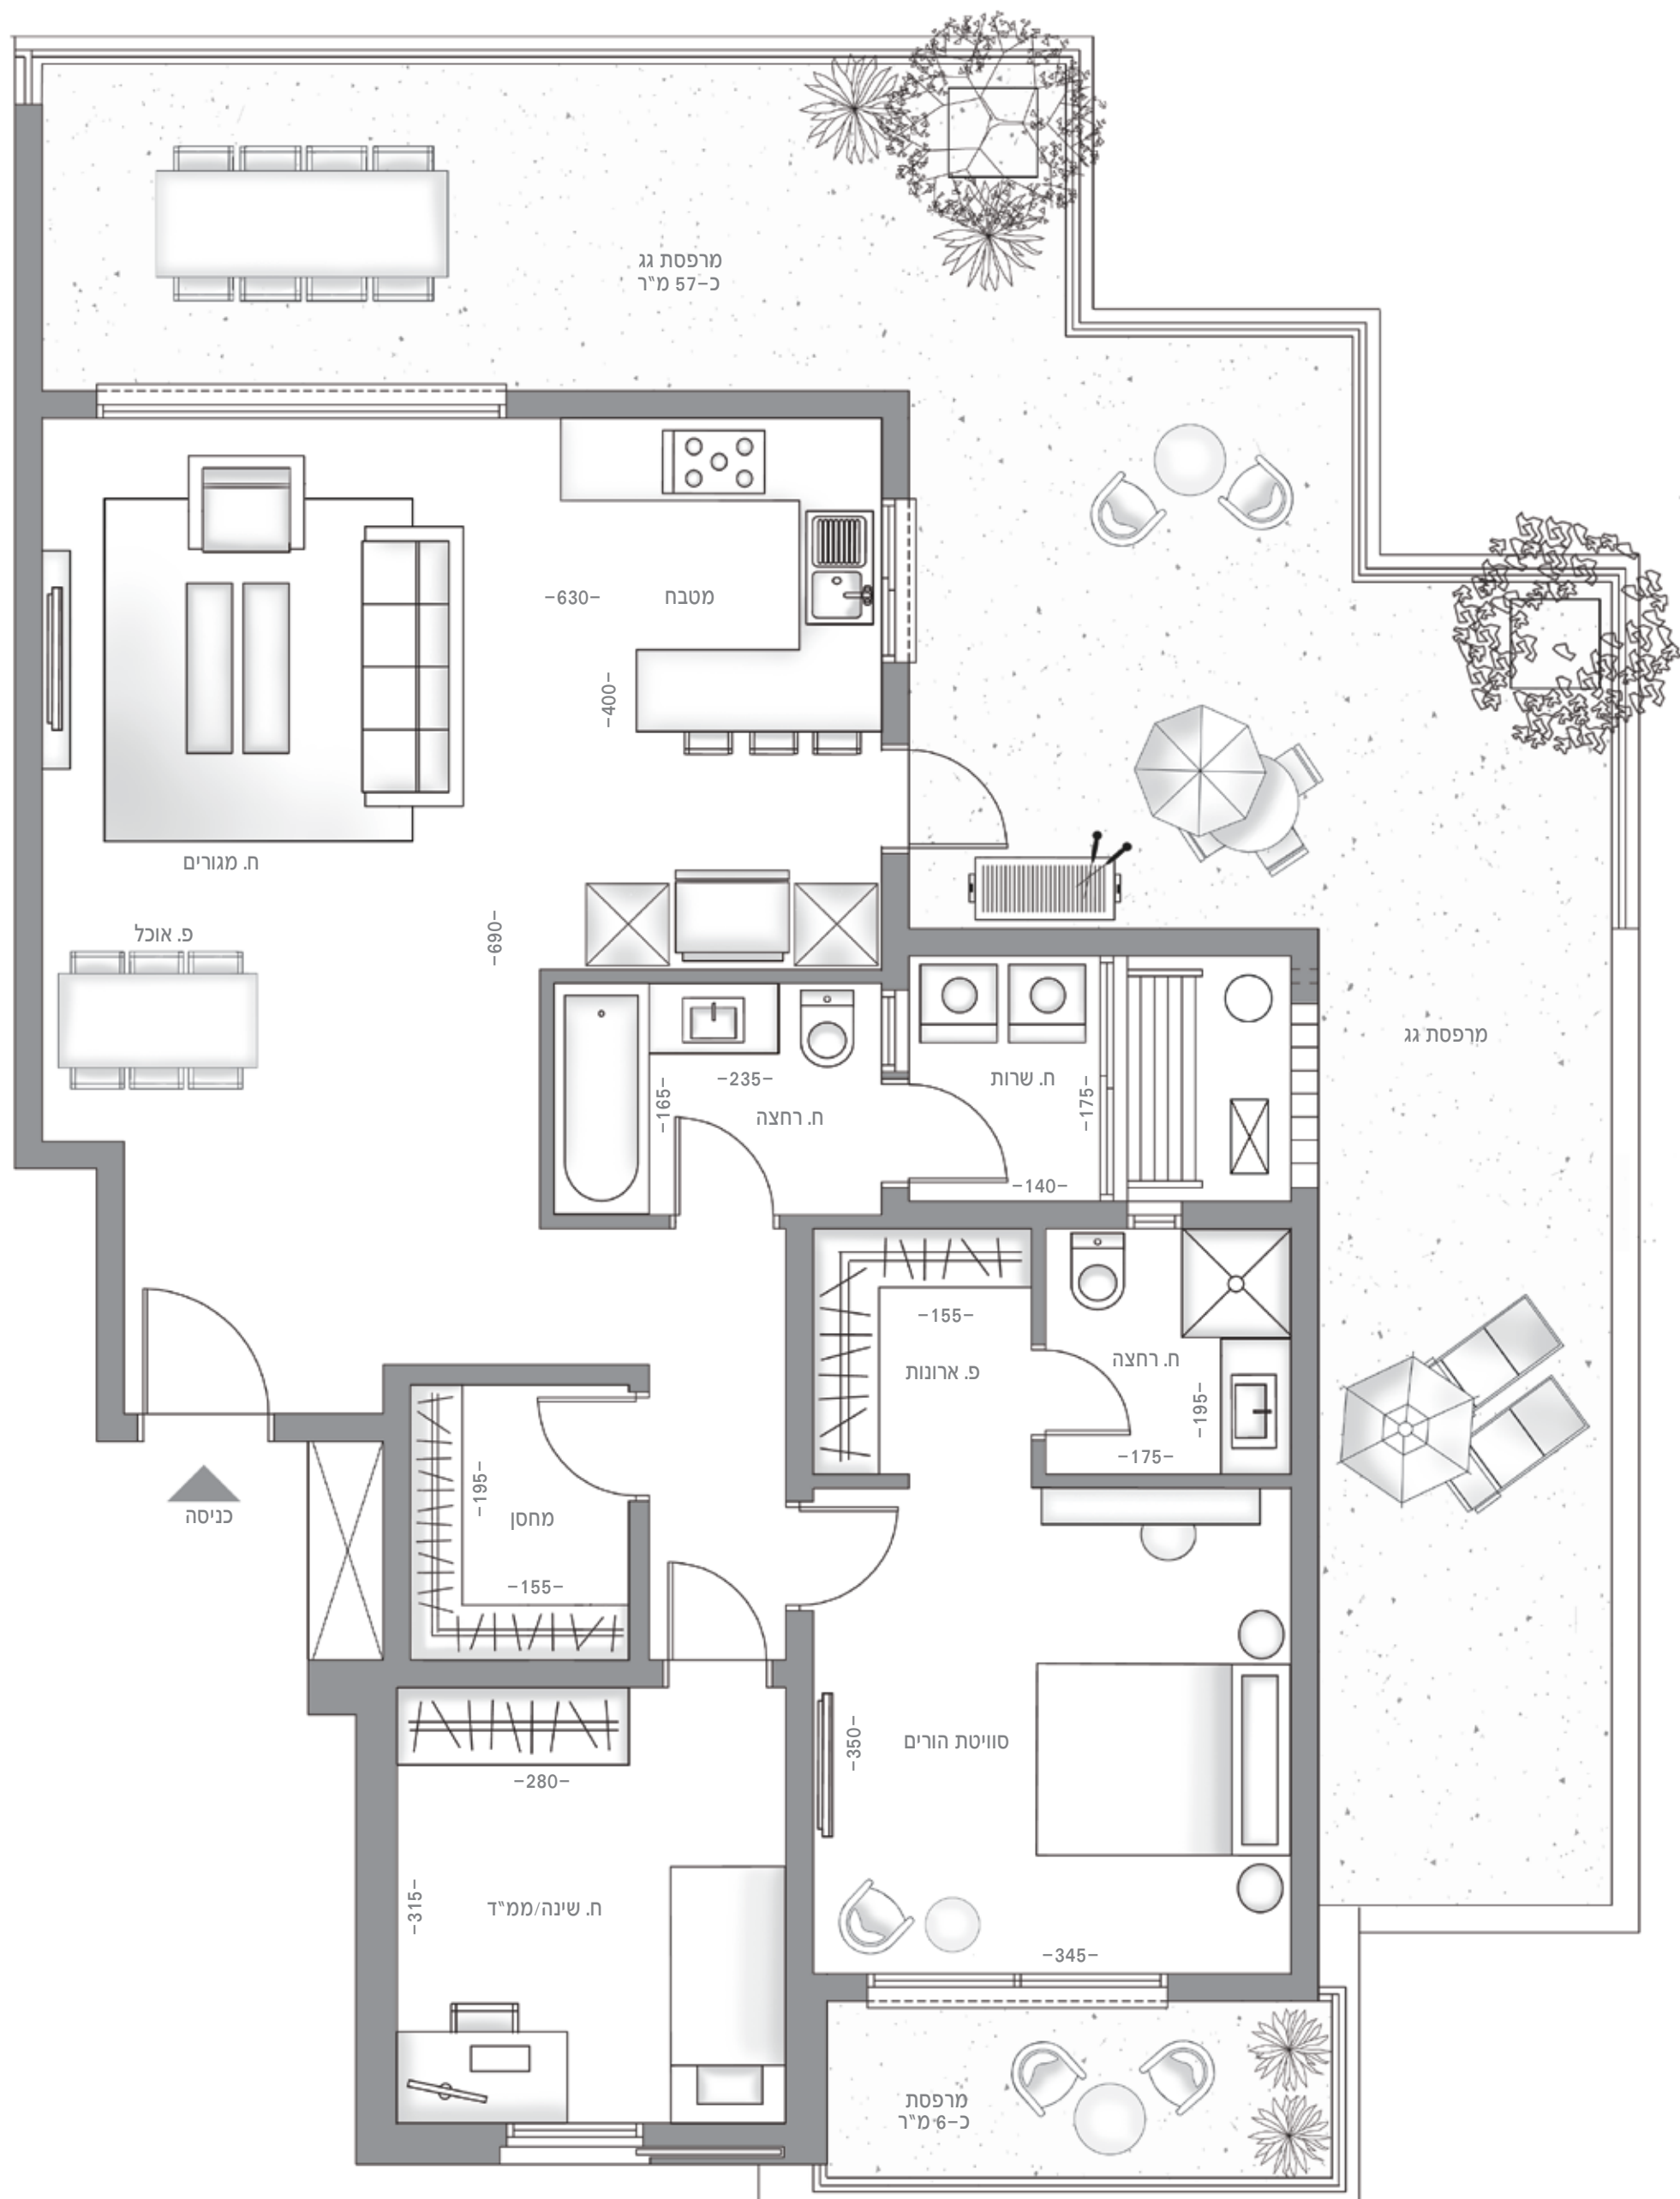 מרפסת גג
כ-57 מ"ר
מטבח
-630-
-400-
ח. מגורים
פ. אוכל
-690-
מרפסת גג
ח. שרות
-175-
-140-
-235-
-165-
ח. רחצה
-155-
פ. ארונות
ח. רחצה
-195-
-175-
כניסה
-195-
מחסן
-155-
סוויטת הורים
-350-
-280-
ח. שינה/ממ"ד
-315-
-345-
מרפסת
כ-6 מ"ר